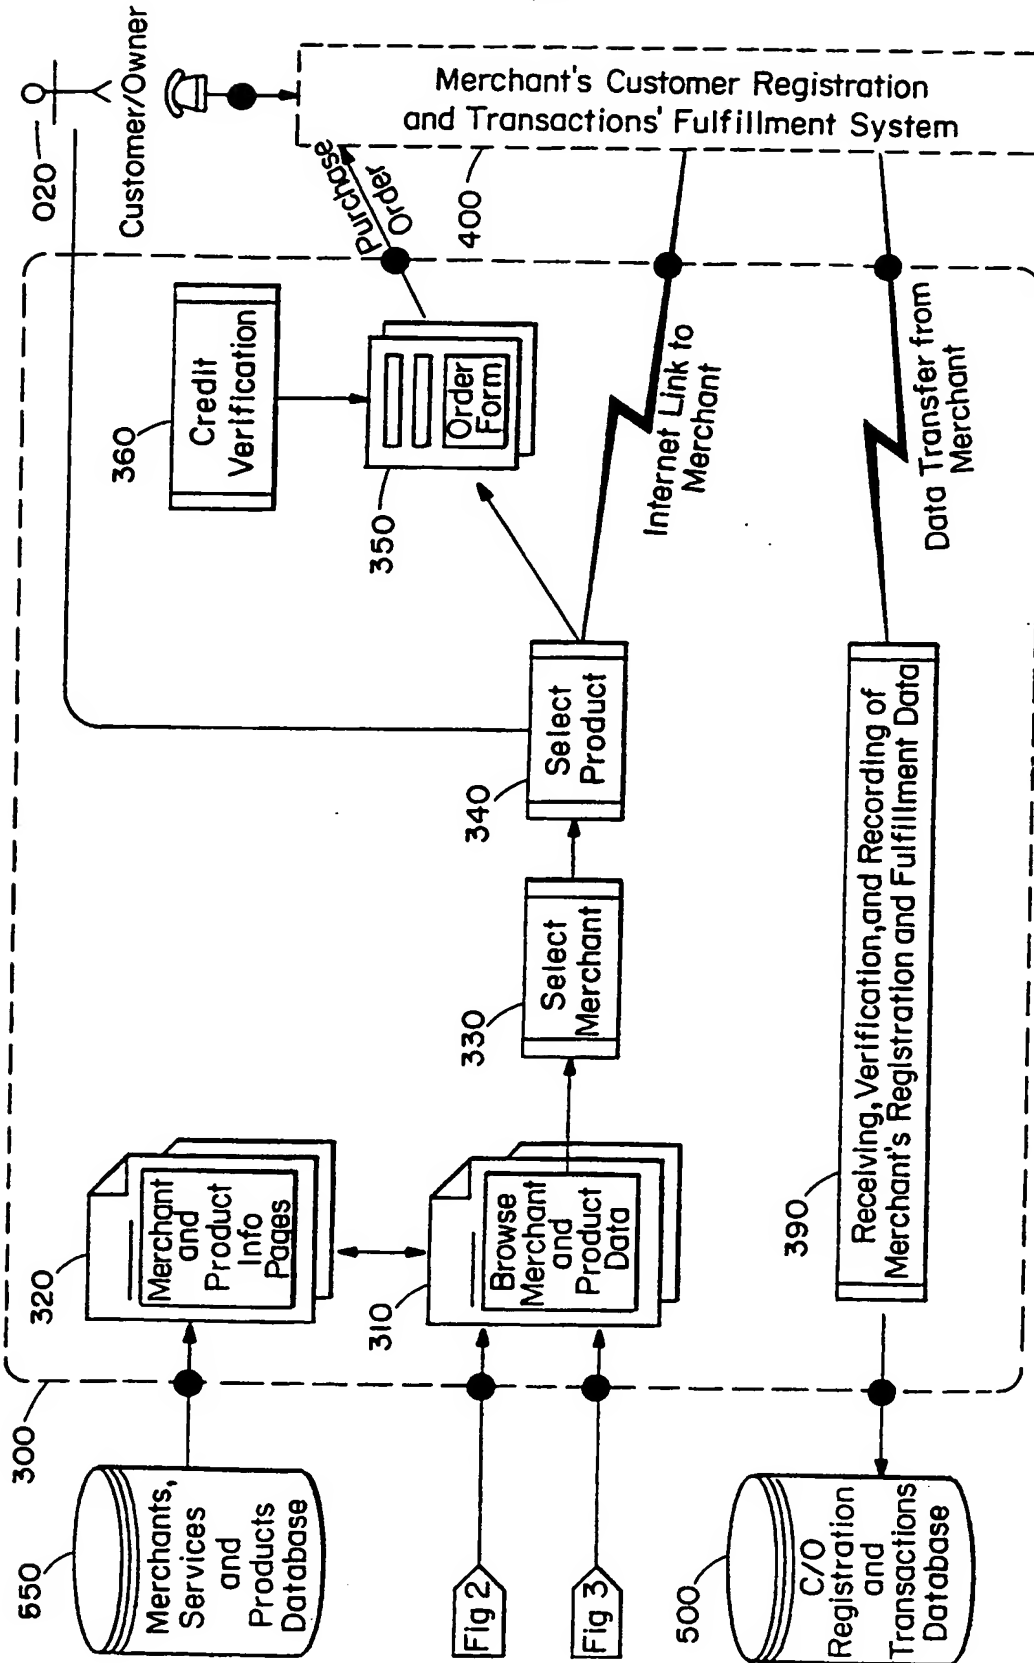 550
Merchants,
Services
and
Products
Database
300
320
Merchant
and
Product
Info
Pages
020
Customer/Owner
360
Credit
Verification
Fig 2
Fig 3
310
Browse
Merchant
and
Product
Data
330
Select
Merchant
340
Select
Product
350
Order
Form
Purchase
Order
400
Merchant's Customer Registration
and Transactions' Fulfillment System
Internet Link to
Merchant
Data Transfer from
Merchant
390
Receiving, Verification, and Recording of
Merchant's Registration and Fulfillment Data
500
C/O
Registration
and
Transactions
Database